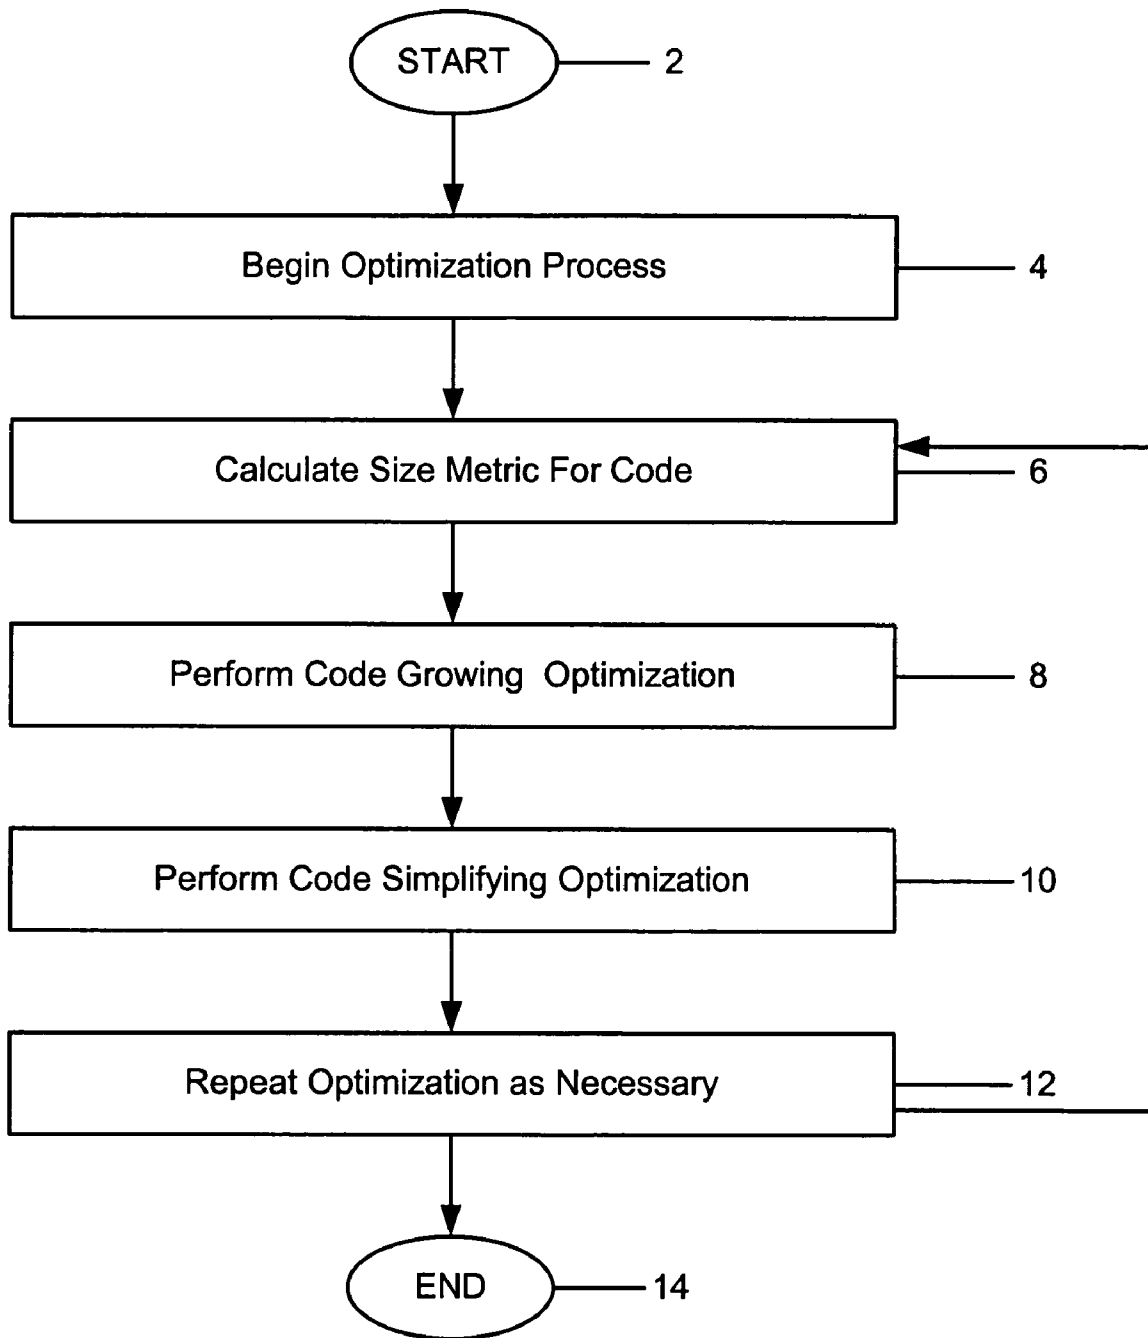 START 2
Begin Optimization Process 4
Calculate Size Metric For Code 6
Perform Code Growing Optimization 8
Perform Code Simplifying Optimization 10
Repeat Optimization as Necessary 12
END 14